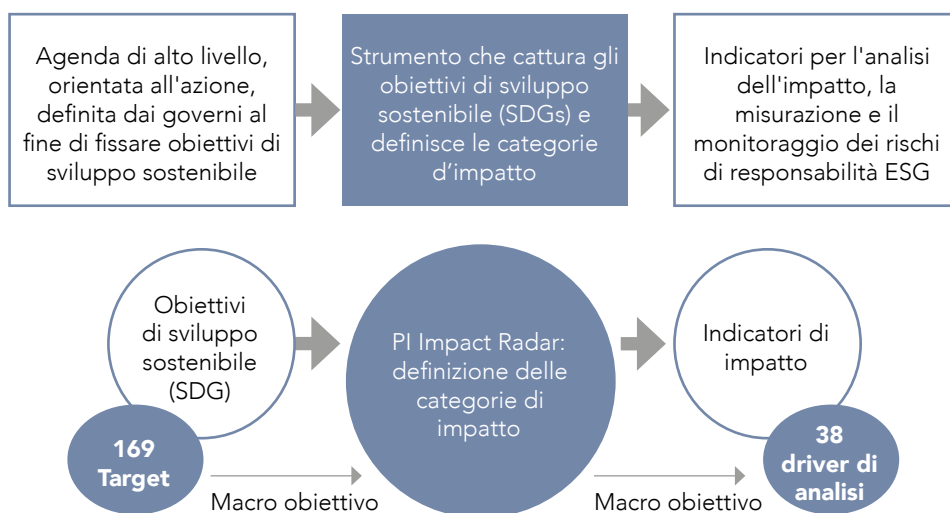 Agenda di alto livello,
orientata all'azione,
definita dai governi al
fine di fissare obiettivi di
sviluppo sostenibile
Strumento che cattura gli
obiettivi di sviluppo
sostenibile (SDGs) e
definisce le categorie
d’impatto
Indicatori per l'analisi
dell'impatto, la
misurazione e il
monitoraggio dei rischi
di responsabilità ESG
Obiettivi
di sviluppo
sostenibile
(SDG)
169
Target
Macro obiettivo
PI Impact Radar:
definizione delle
categorie di
impatto
Macro obiettivo
Indicatori di
impatto
38
driver di
analisi